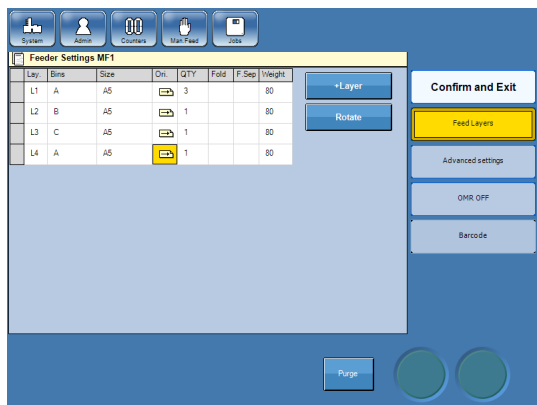 System Admin Counters Man.Feed Jobs
Feeder Settings MF1
Lay. Bins Size Ori. QTY Fold F.Sep Weight
L1 A A5 3 80
L2 B A5 1 80
L3 C A5 1 80
L4 A A5 1 80
+Layer
Rotate
Confirm and Exit
Feed Layers
Advanced settings
OMR OFF
Barcode
Purge